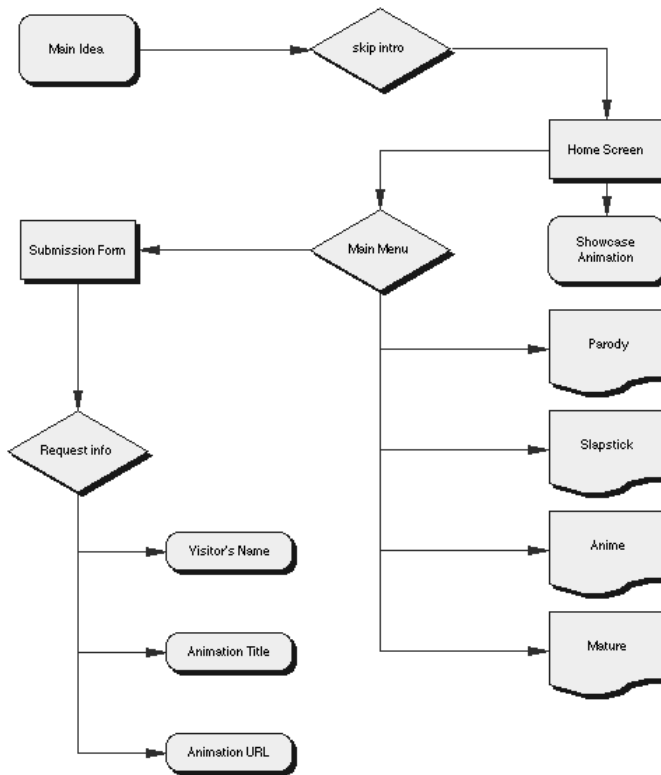 Main Idea
skip intro
Home Screen
Submission Form
Main Menu
Showcase
Animation
Parody
Request info
Slapstick
Visitor's Name
Anime
Animation Title
Mature
Animation URL